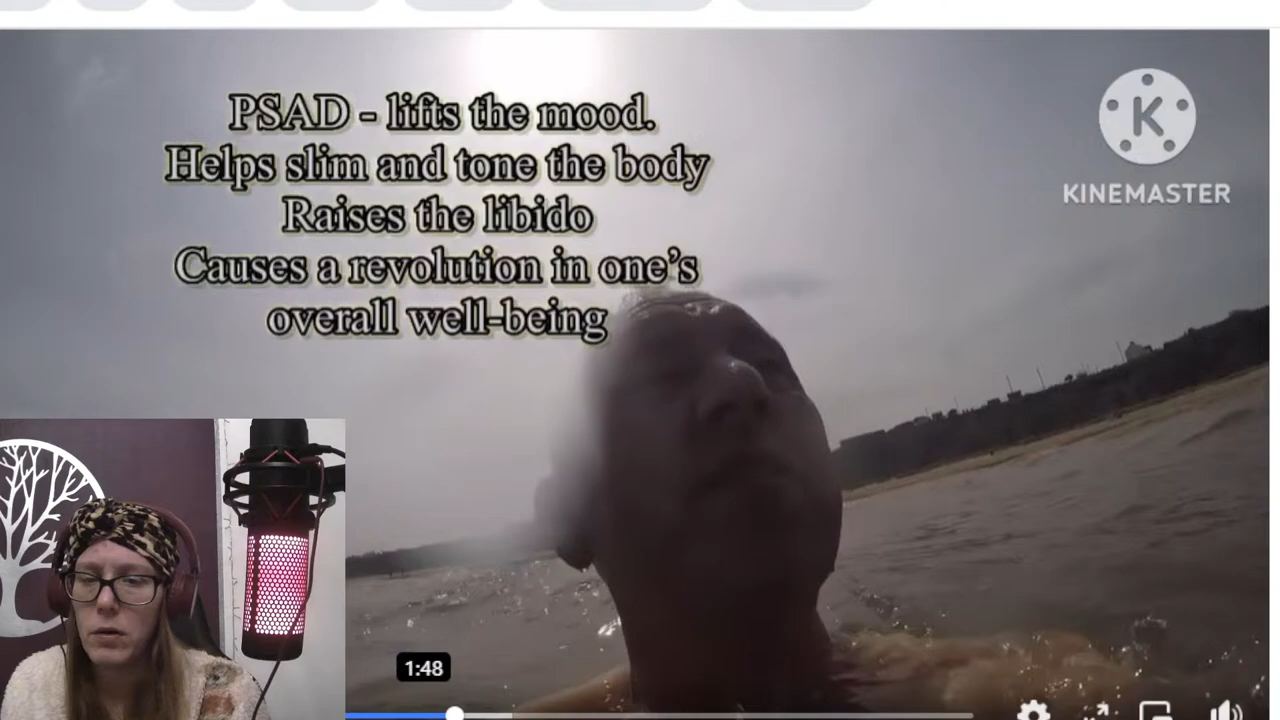 PSAD - lifts the mood.
Helps slim and tone the body
Raises the libido
Causes a revolution in one’s
overall well-being
K
KINEMASTER
1:48